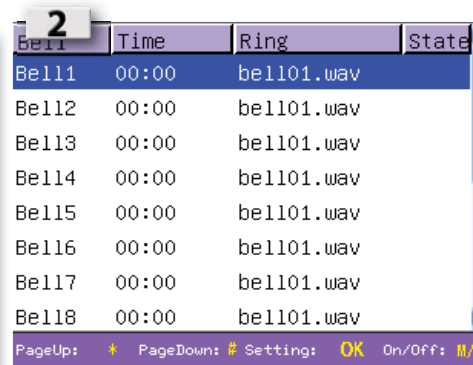 2
Bell Time Ring State
Bell1 00:00 bell01.wav
Bell2 00:00 bell01.wav
Bell3 00:00 bell01.wav
Bell4 00:00 bell01.wav
Bell5 00:00 bell01.wav
Bell6 00:00 bell01.wav
Bell7 00:00 bell01.wav
Bell8 00:00 bell01.wav
PageUp: * PageDown: # Setting: OK On/Off: M/